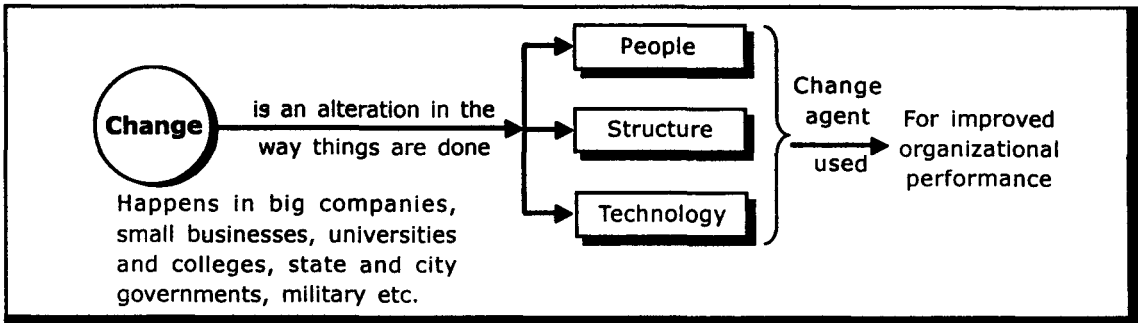 Change
is an alteration in the
way things are done
Happens in big companies,
small businesses, universities
and colleges, state and city
governments, military etc.
People
Structure
Technology
Change
agent
used
For improved
organizational
performance